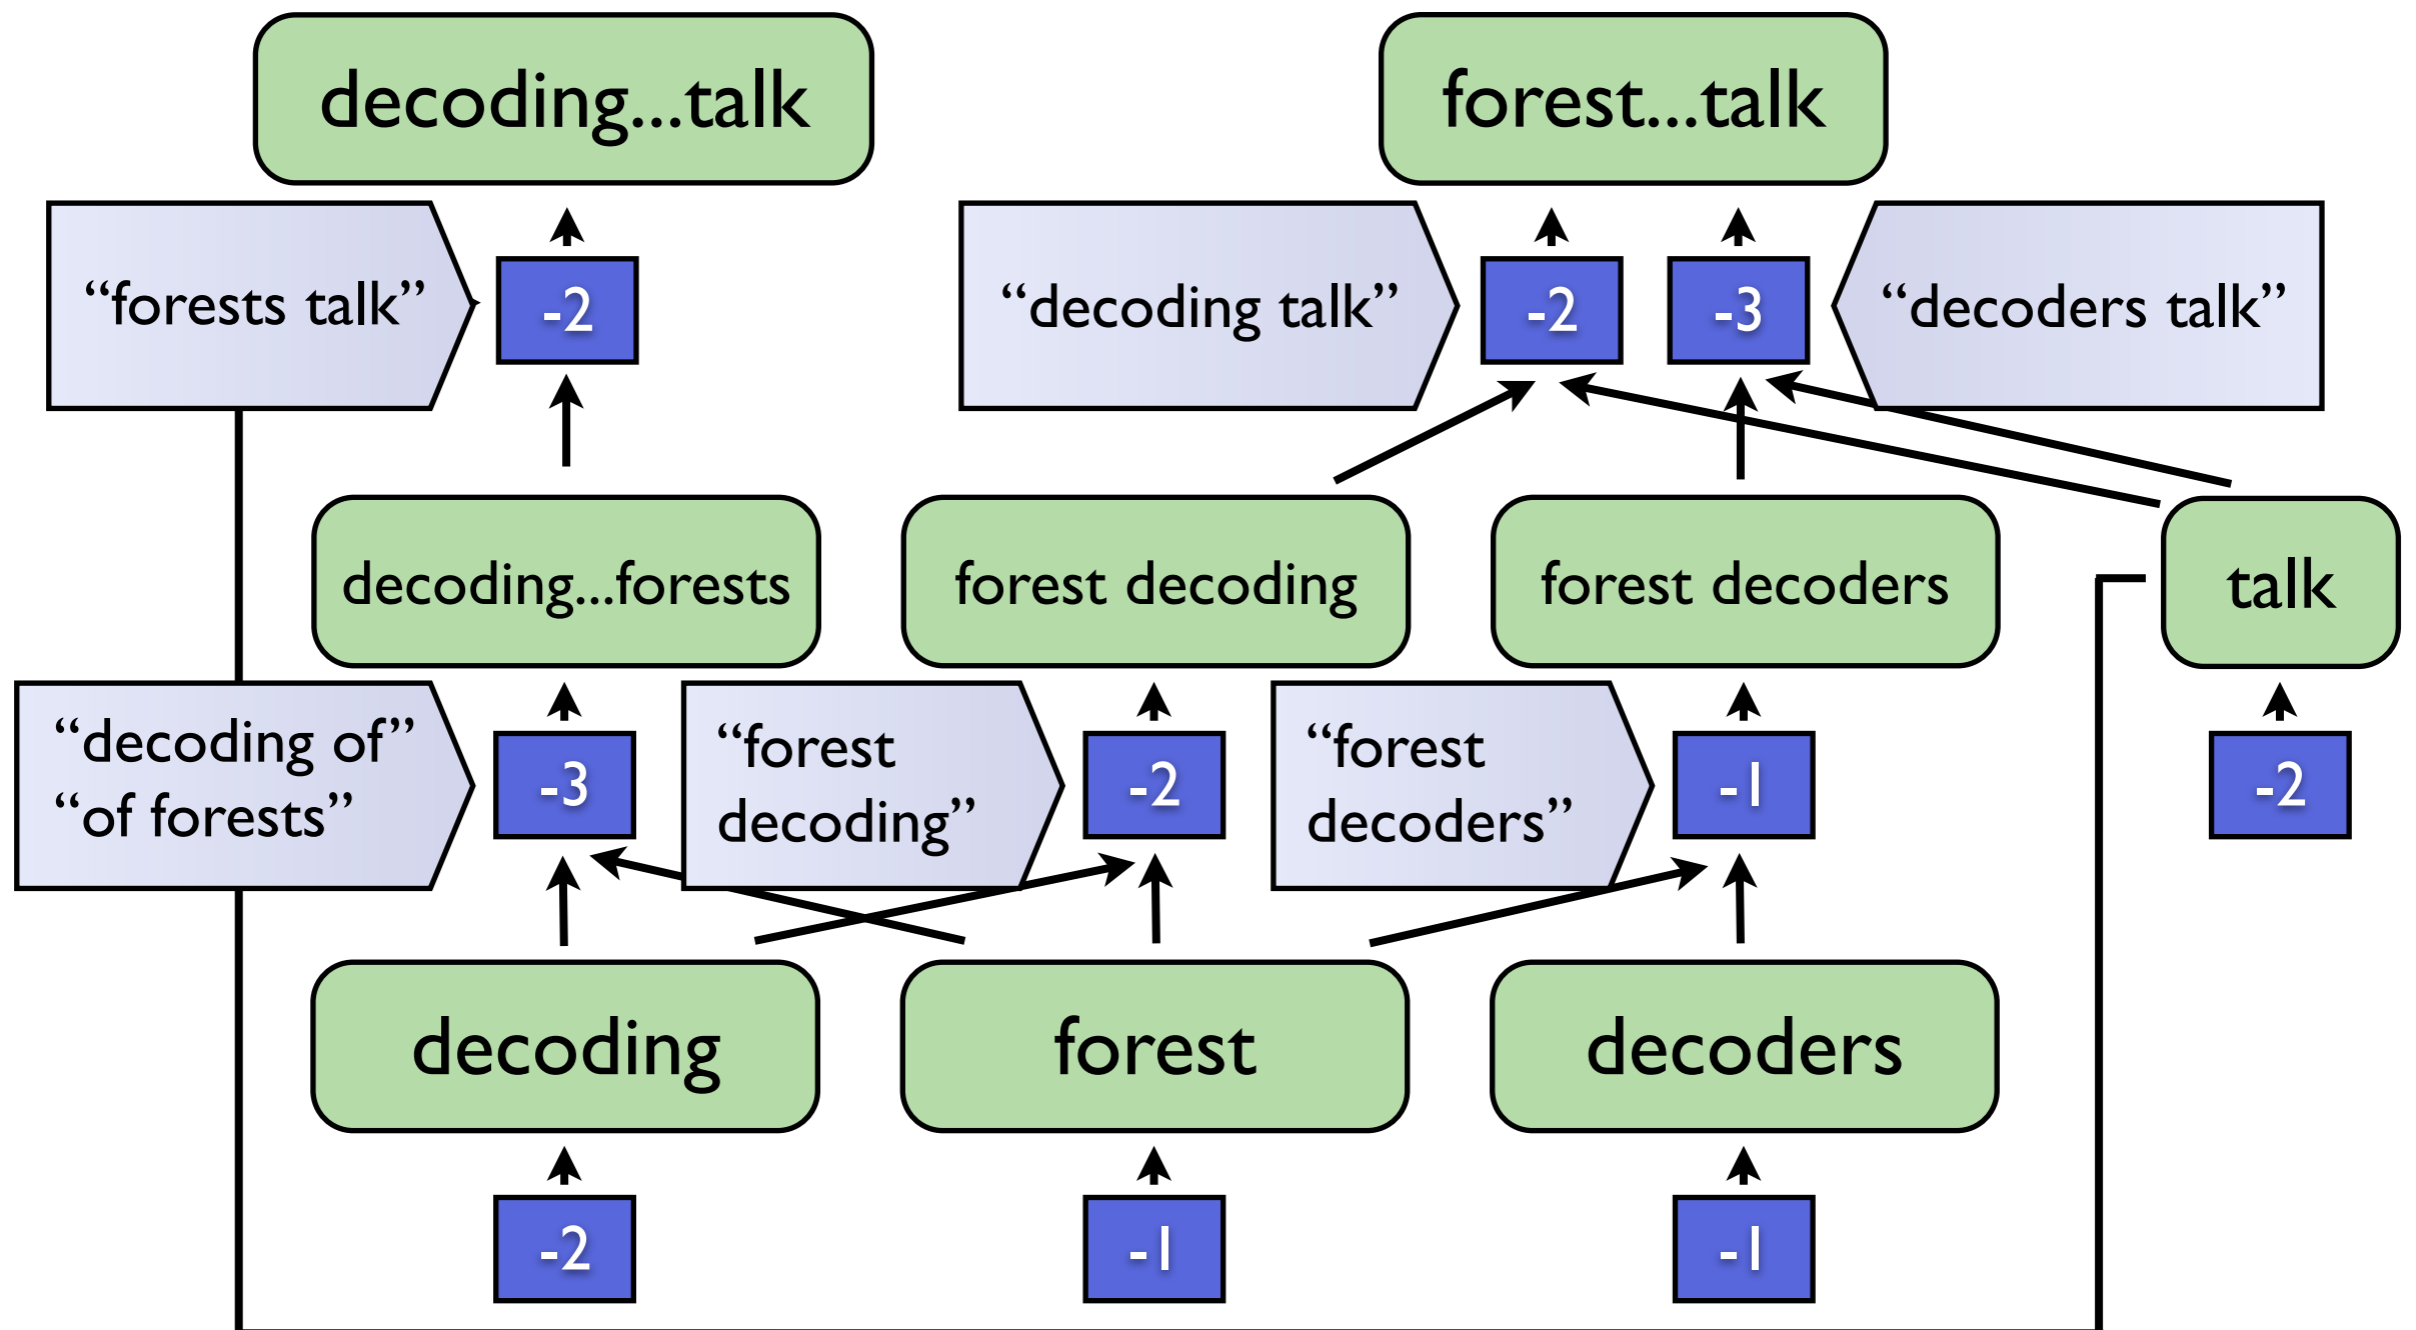 decoding...talk
forest...talk
“forests talk”
-2
“decoding talk”
-2
-3
“decoders talk”
decoding...forests
forest decoding
forest decoders
talk
“decoding of”
“of forests”
-3
“forest
decoding”
-2
“forest
decoders”
-1
-2
decoding
forest
decoders
-2
-1
-1